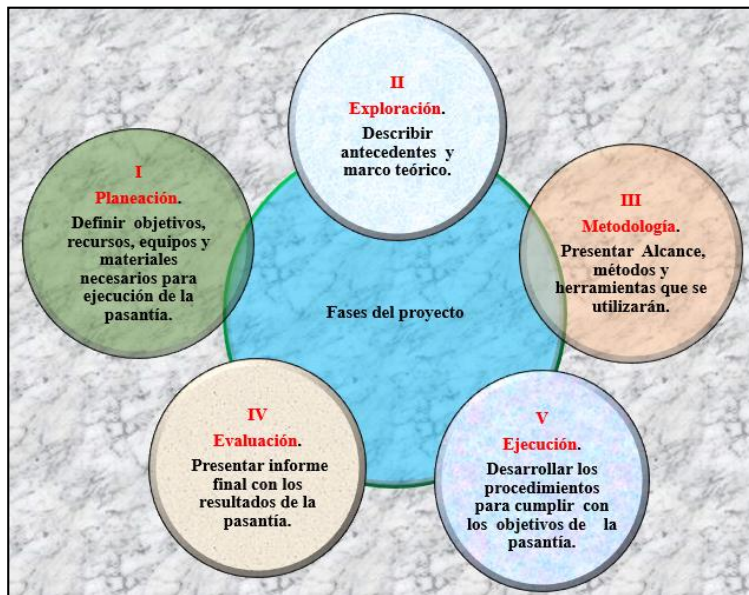 I
Planeación.
Definir objetivos,
recursos, equipos y
materiales
necesarios para
ejecución de la
pasantía.
II
Exploración.
Describir
antecedentes y
marco teórico.
III
Metodología.
Presentar Alcance,
métodos y
herramientas que se
utilizarán.
Fases del proyecto
IV
Evaluación.
Presentar informe
final con los
resultados de la
pasantía.
V
Ejecución.
Desarrollar los
procedimientos
para cumplir con
los objetivos de la
pasantía.